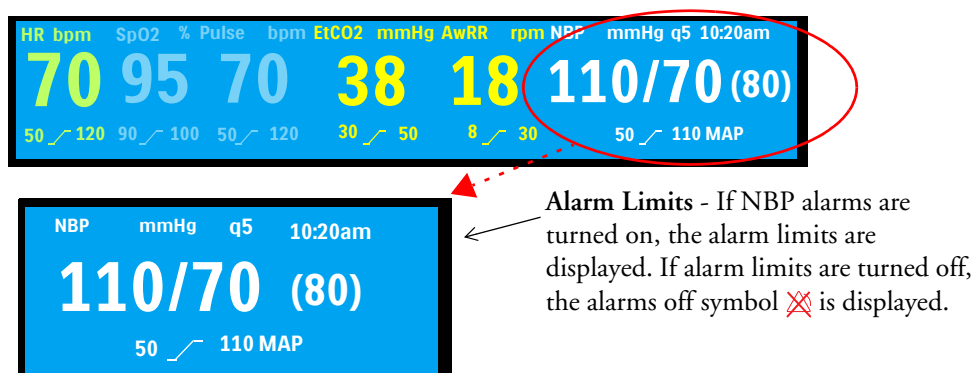 HR bpm SpO2 % Pulse bpm EtCO2 mmHg AwRR rpm NBP mmHg q5 10:20am
70 95 70 38 18 110/70 (80)
50 120 90 100 50 120 30 50 8 30 50 110 MAP
NBP mmHg q5 10:20am
110/70 (80)
50 110 MAP
Alarm Limits - If NBP alarms are
turned on, the alarm limits are
displayed. If alarm limits are turned off,
the alarms off symbol is displayed.